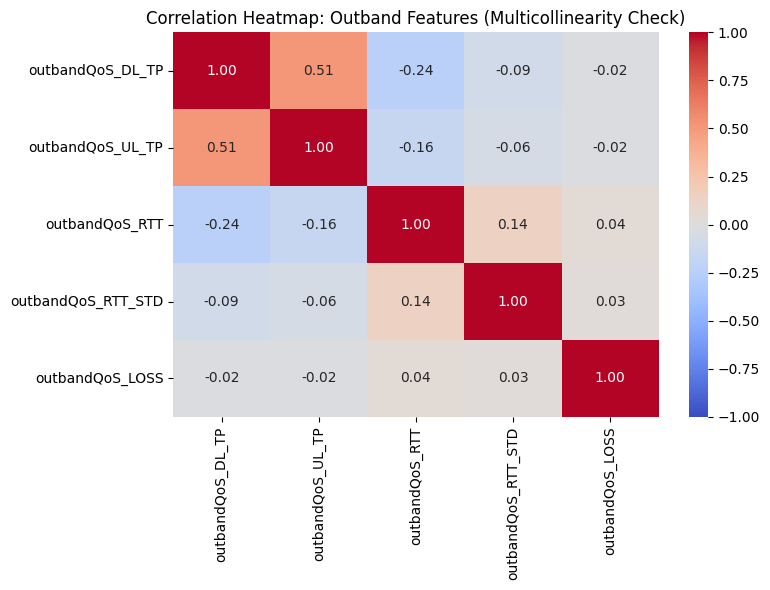 Correlation Heatmap: Outband Features (Multicollinearity Check)
outbandQoS_DL_TP 1.00 0.51 -0.24 -0.09 -0.02
outbandQoS_UL_TP 0.51 1.00 -0.16 -0.06 -0.02
outbandQoS_RTT -0.24 -0.16 1.00 0.14 0.04
outbandQoS_RTT_STD -0.09 -0.06 0.14 1.00 0.03
outbandQoS_LOSS -0.02 -0.02 0.04 0.03 1.00
outbandQoS_DL_TP
outbandQoS_UL_TP
outbandQoS_RTT
outbandQoS_RTT_STD
outbandQoS_LOSS
1.00
0.75
0.50
0.25
0.00
−0.25
−0.50
−0.75
−1.00